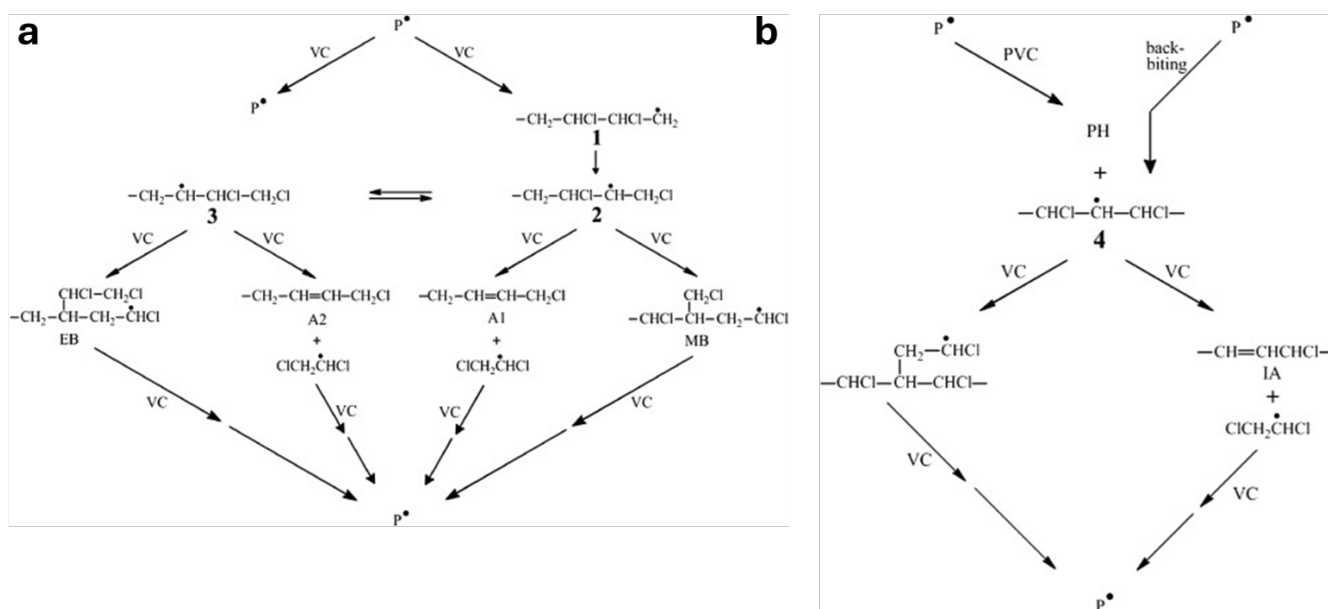 a
P•
VC VC
P•
–CH₂–CHCl–CHCl–ĊH₂
1
–CH₂–ĊH–CHCl–CH₂Cl
3
–CH₂–CHCl–ĊH–CH₂Cl
2
VC VC
VC VC
CHCl–CH₂Cl
–CH₂–CH–CH₂–ĊHCl
EB
–CH₂–CH=CH–CH₂Cl
A2
+
ClCH₂ĊHCl
–CH₂–CH=CH–CH₂Cl
A1
+
ClCH₂ĊHCl
CH₂Cl
–CHCl–CH–CH₂–ĊHCl
MB
VC VC VC VC
P•
b
P• P•
PVC
back-
biting
PH
+
–CHCl–ĊH–CHCl–
4
VC VC
CH₂–ĊHCl
–CHCl–CH–CHCl–
–CH=CHCHCl–
IA
+
ClCH₂ĊHCl
VC VC
P•